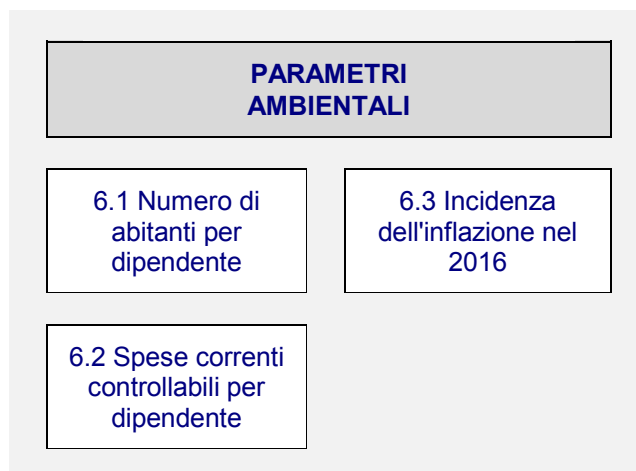 PARAMETRI
AMBIENTALI
6.1 Numero di
abitanti per
dipendente
6.3 Incidenza
dell'inflazione nel
2016
6.2 Spese correnti
controllabili per
dipendente